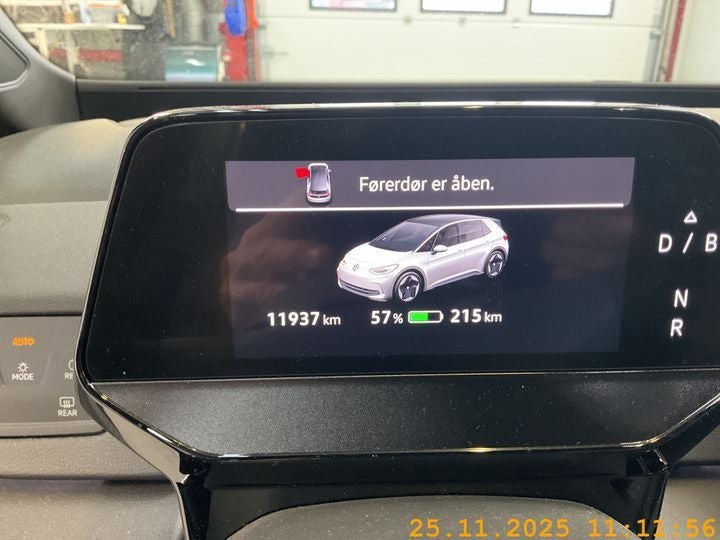 Førerdør er åben.
11937 km 57% 215 km
D / B
N
R
AUTO
MODE
REAR
25.11.2025 11:11:56